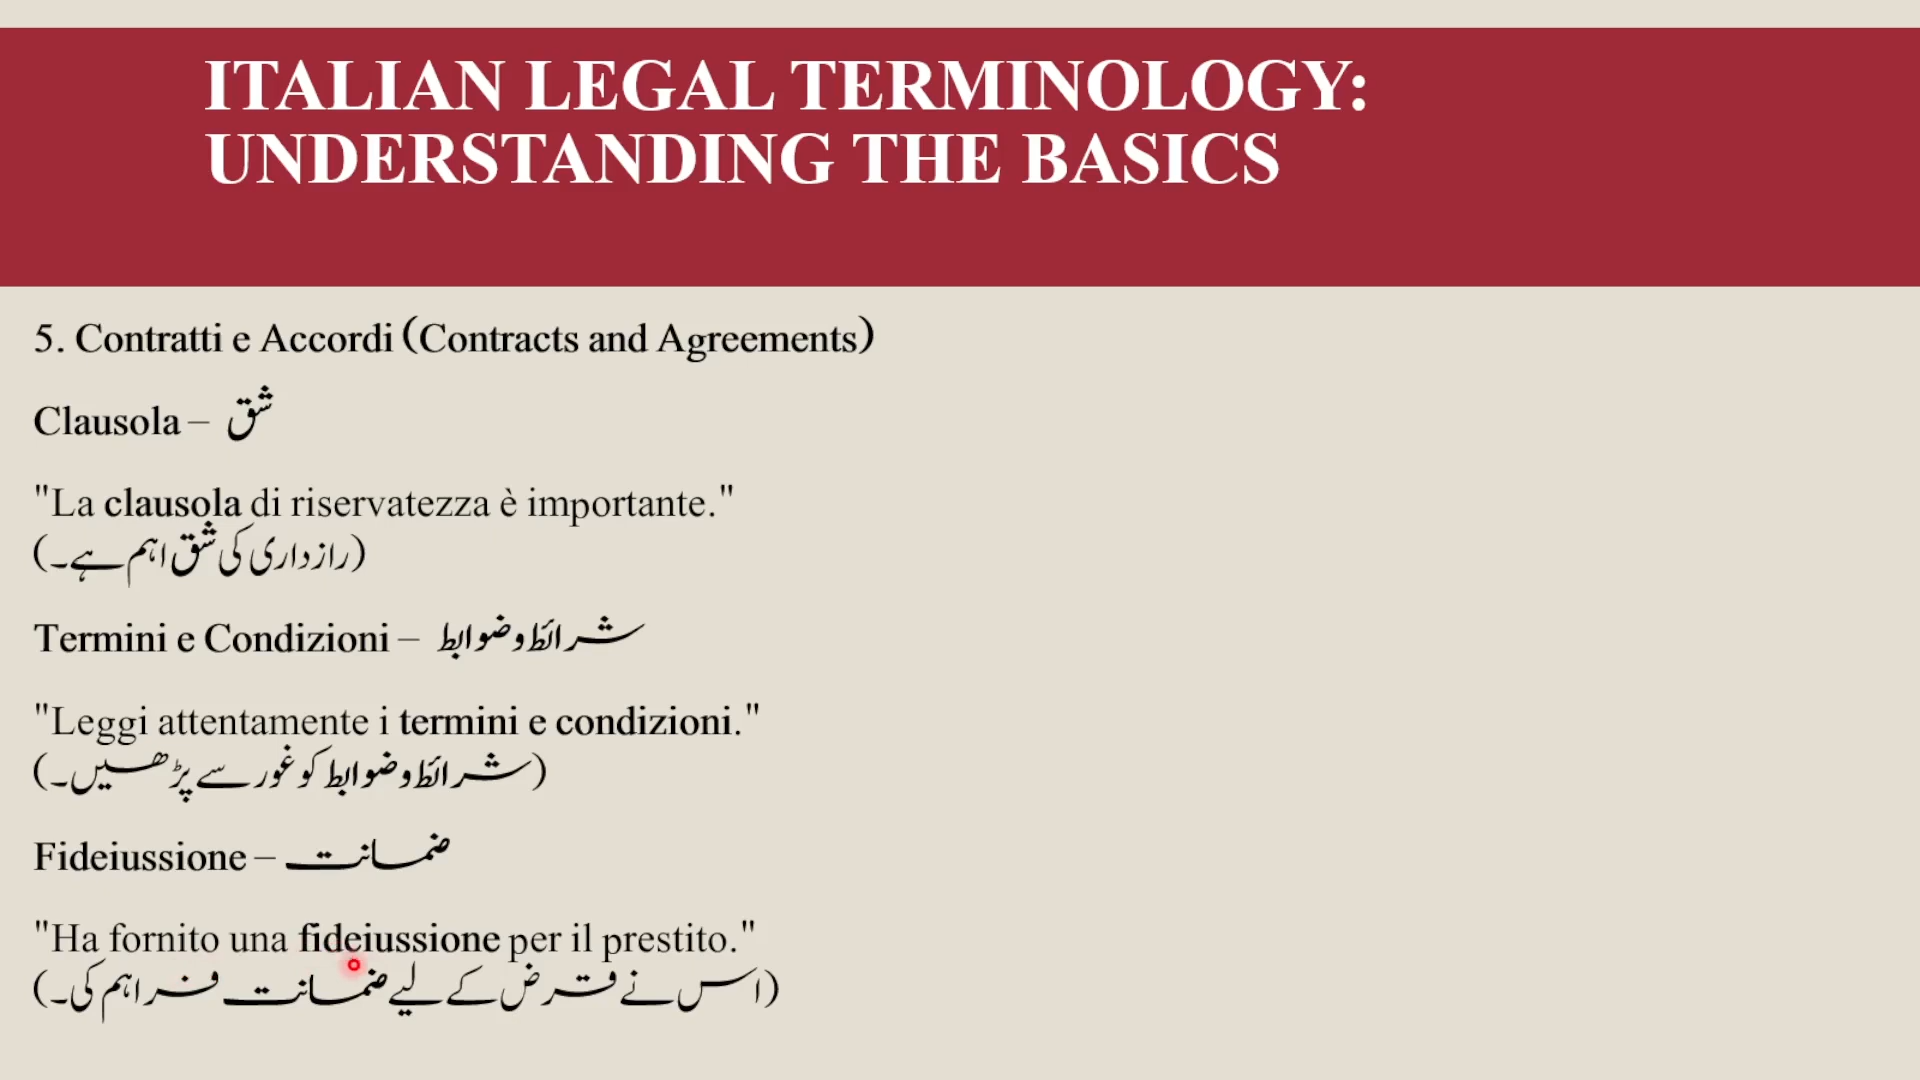 ITALIAN LEGAL TERMINOLOGY:
UNDERSTANDING THE BASICS
5. Contratti e Accordi (Contracts and Agreements)
Clausola – شق
"La clausola di riservatezza è importante."
(رازداری کی شق اہم ہے۔)
Termini e Condizioni – شرائط و ضوابط
"Leggi attentamente i termini e condizioni."
(شرائط و ضوابط کو غور سے پڑھیں۔)
Fideiussione – ضمانت
"Ha fornito una fideiussione per il prestito."
(اس نے قرض کے لیے ضمانت فراہم کی۔)